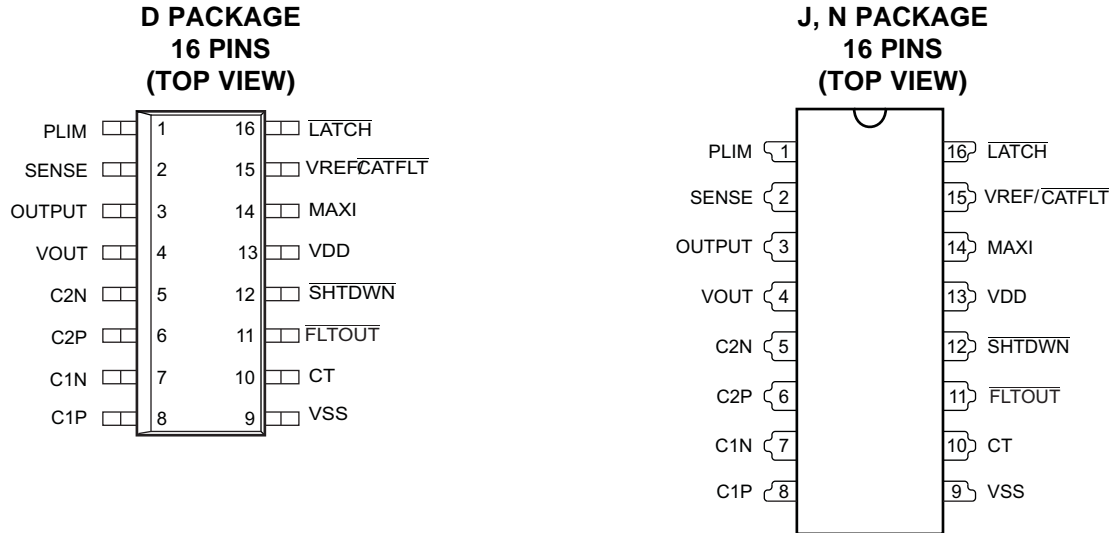 D PACKAGE
16 PINS
(TOP VIEW)
PLIM 1 16 LATCH
SENSE 2 15 VREF/CATFLT
OUTPUT 3 14 MAXI
VOUT 4 13 VDD
C2N 5 12 SHTDWN
C2P 6 11 FLTOUT
C1N 7 10 CT
C1P 8 9 VSS
J, N PACKAGE
16 PINS
(TOP VIEW)
PLIM 1 16 LATCH
SENSE 2 15 VREF/CATFLT
OUTPUT 3 14 MAXI
VOUT 4 13 VDD
C2N 5 12 SHTDWN
C2P 6 11 FLTOUT
C1N 7 10 CT
C1P 8 9 VSS